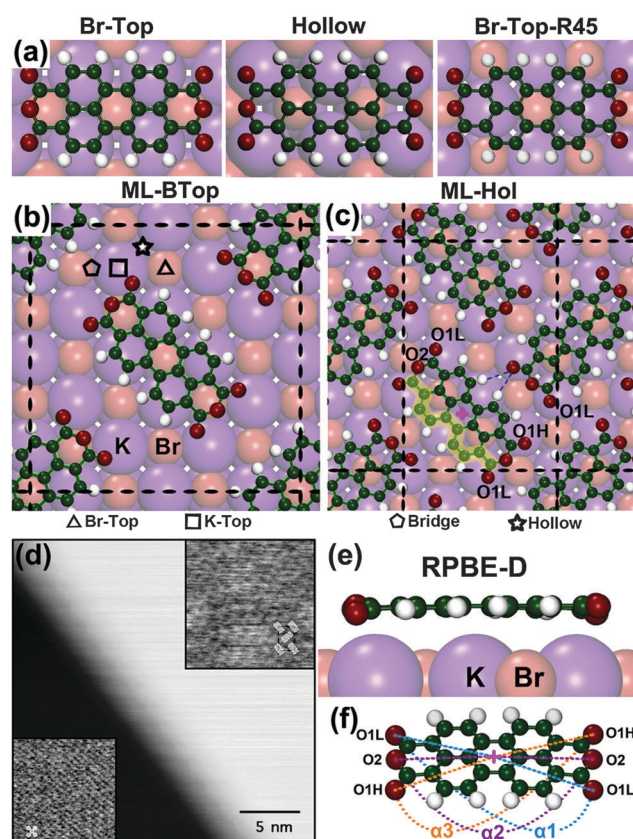 (a) Br-Top Hollow Br-Top-R45
(b) ML-BTop
(c) ML-Hol
K Br
O1L
O2
O1H
O1L
O1L
Br-Top K-Top Bridge Hollow
(d)
5 nm
(e)
RPBE-D
K Br
(f)
O1L O1H
O2 O2
O1H O1L
α3 α2 α1